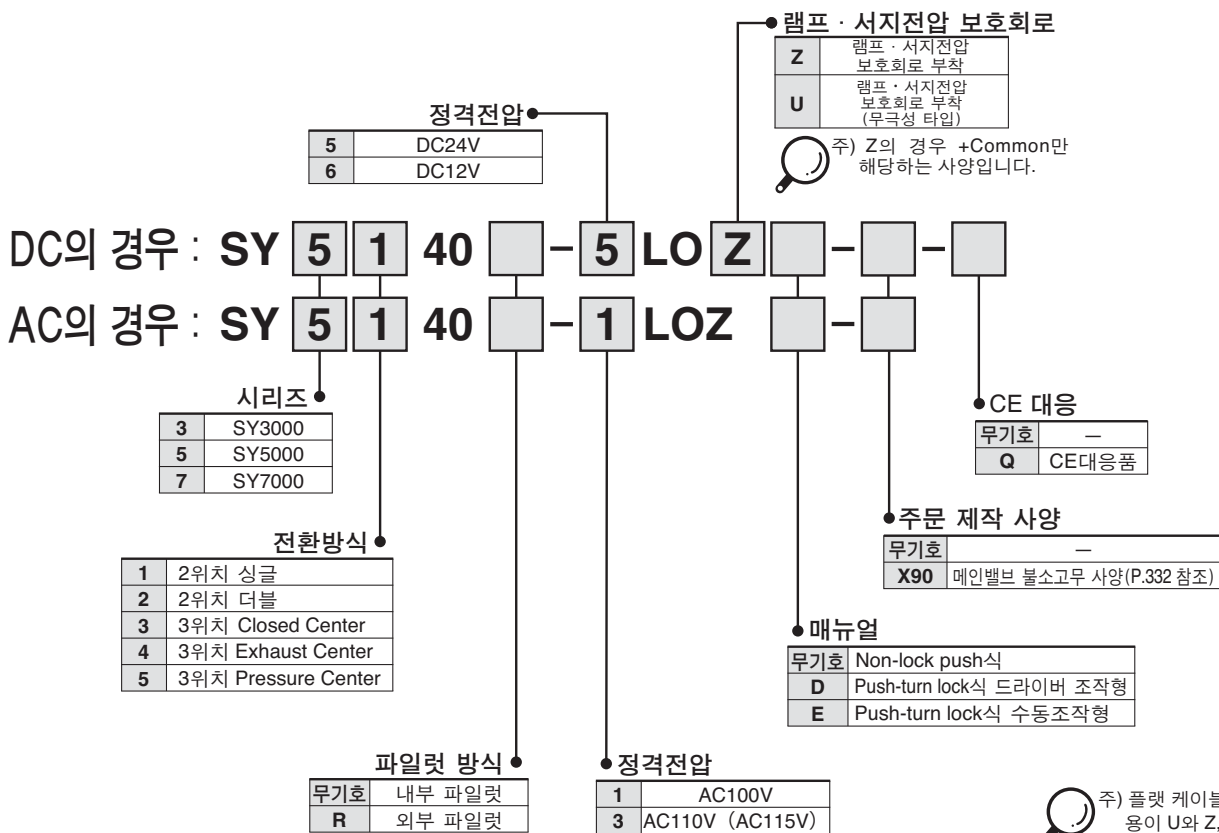 램프 · 서지전압 보호회로
Z 램프 · 서지전압
보호회로 부착
U 램프 · 서지전압
보호회로 부착
(무극성 타입)
주) Z의 경우 +Common만
해당하는 사양입니다.
정격전압
5 DC24V
6 DC12V
DC의 경우 : SY 5 1 40 - 5 LO Z - -
AC의 경우 : SY 5 1 40 - 1 LOZ -
시리즈
3 SY3000
5 SY5000
7 SY7000
CE 대응
무기호 —
Q CE대응품
전환방식
1 2위치 싱글
2 2위치 더블
3 3위치 Closed Center
4 3위치 Exhaust Center
5 3위치 Pressure Center
주문 제작 사양
무기호 —
X90 메인밸브 불소고무 사양(P.332 참조)
매뉴얼
무기호 Non-lock push식
D Push-turn lock식 드라이버 조작형
E Push-turn lock식 수동조작형
파일럿 방식
무기호 내부 파일럿
R 외부 파일럿
정격전압
1 AC100V
3 AC110V (AC115V)
주) 플랫 케이블
용이 U와 Z.